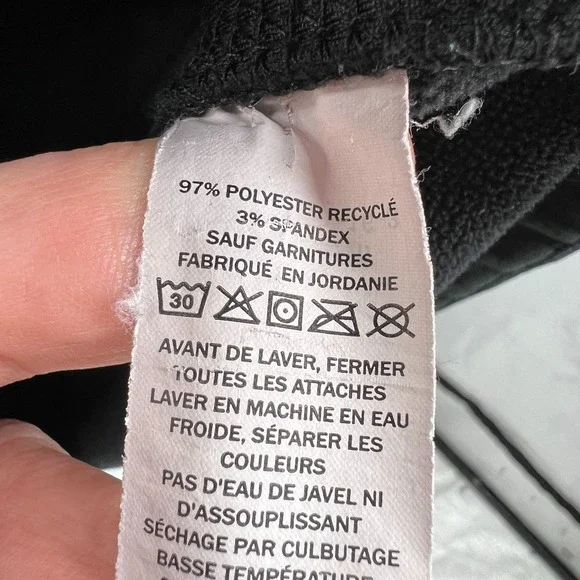 97% POLYESTER RECYCLÉ
3% SPANDEX
SAUF GARNITURES
FABRIQUÉ EN JORDANIE
30
AVANT DE LAVER, FERMER
TOUTES LES ATTACHES
LAVER EN MACHINE EN EAU
FROIDE, SÉPARER LES
COULEURS
PAS D'EAU DE JAVEL NI
D'ASSOUPLISSANT
SÉCHAGE PAR CULBUTAGE
BASSE TEMPÉRATURE